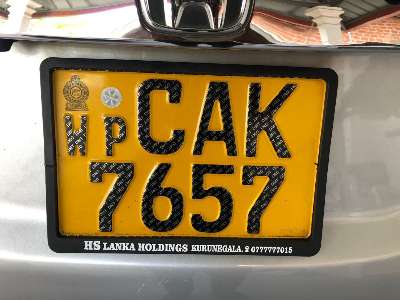 WP CAK
7657
HS LANKA HOLDINGS KURUNEGALA. ☎ 0777777015